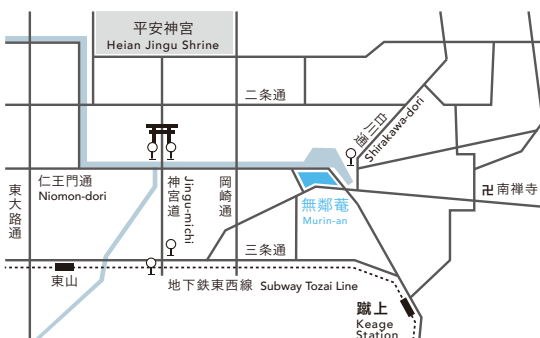 平安神宮
Heian Jingu Shrine
二条通
白川通
Shirakawa-dori
仁王門通
Niomon-dori
東大路通
神宮道
Jingu-michi
岡崎通
無鄰菴
Murin-an
卍南禅寺
三条通
東山
地下鉄東西線 Subway Tozai Line
蹴上
Keage
Station